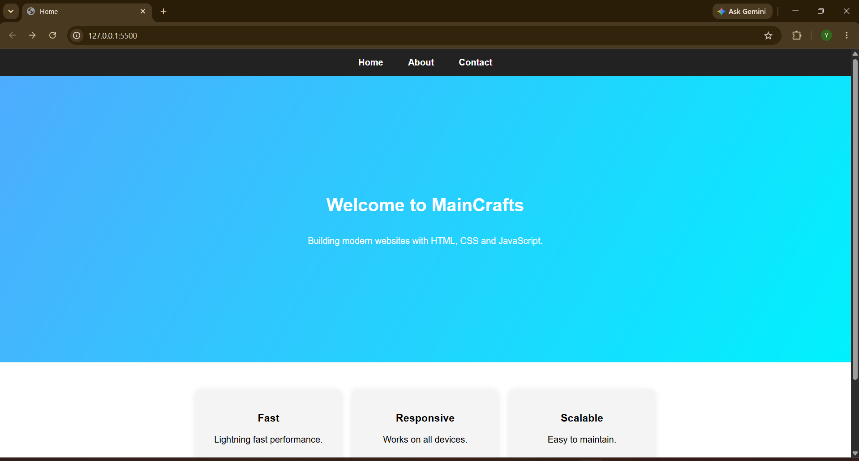 Home
Ask Gemini
127.0.0.1:5500
Y
Home About Contact
Welcome to MainCrafts
Building modern websites with HTML, CSS and JavaScript.
Fast Responsive Scalable
Lightning fast performance. Works on all devices. Easy to maintain.